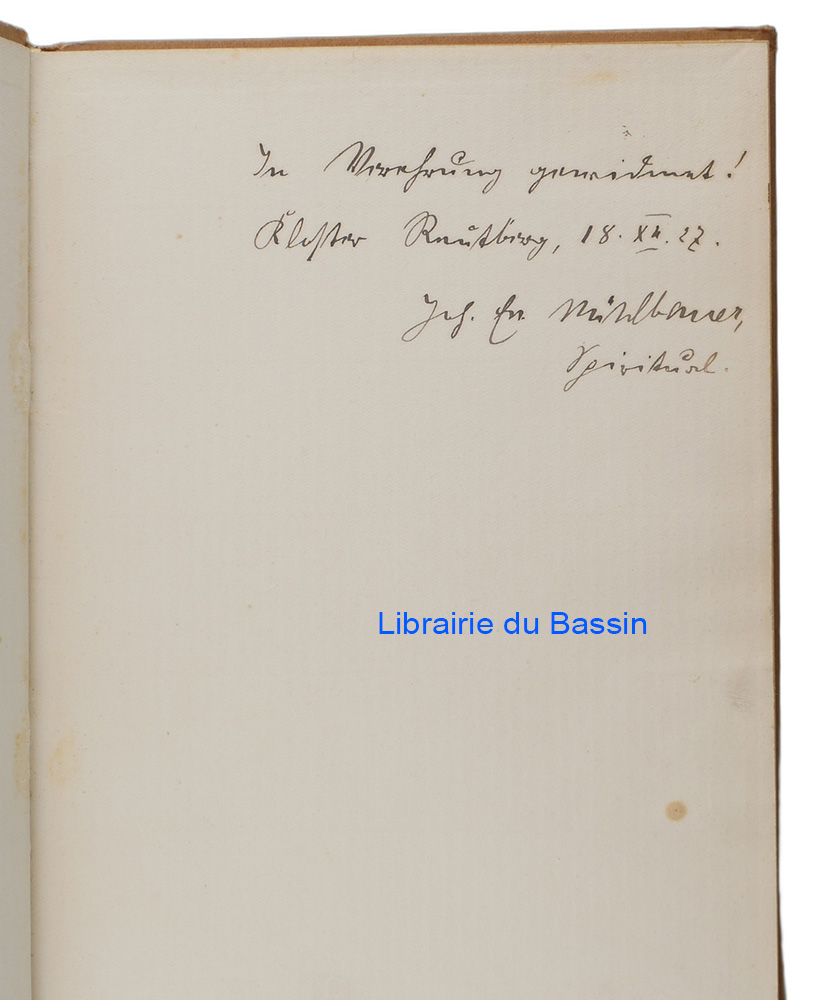 In Verehrung gewidmet!
Kloster Reutberg, 18. XII. 27.
Joh. Ev. Mühlbauer,
Spiritual.
Librairie du Bassin